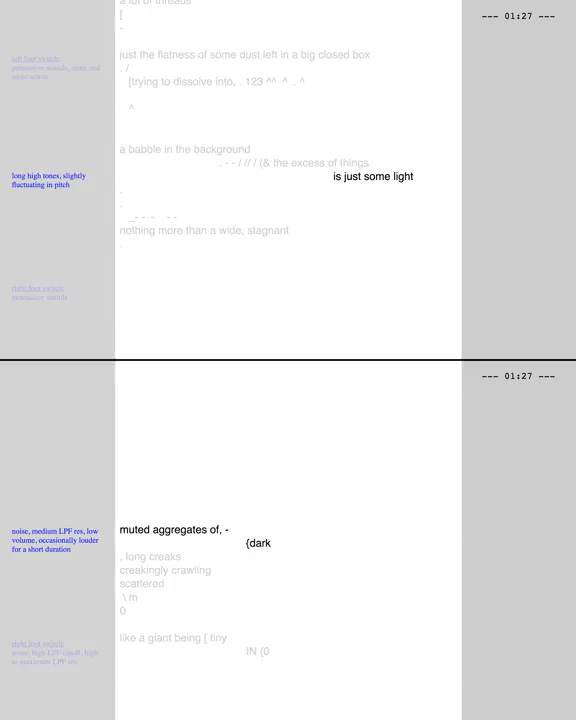 a lot of threads
[
-
--- 01:27 ---
just the flatness of some dust left in a big closed box
left foot switch:
percussive sounds, more and more active
. /
[trying to dissolve into, . 123 ^^ ^ . ^
^
a babble in the background
. - - / // / (& the excess of things
long high tones, slightly
fluctuating in pitch
is just some light
-
-
_- - - - -
nothing more than a wide, stagnant
.
right foot switch:
percussive sounds
--- 01:27 ---
noise, medium LPF res, low
volume, occasionally louder
for a short duration
muted aggregates of, -
{dark
, long creaks
creakingly crawling
scattered
\ m
0
like a giant being [ tiny
IN {0
right foot switch:
noise, high LPF cutoff, high
to maximum LPF res